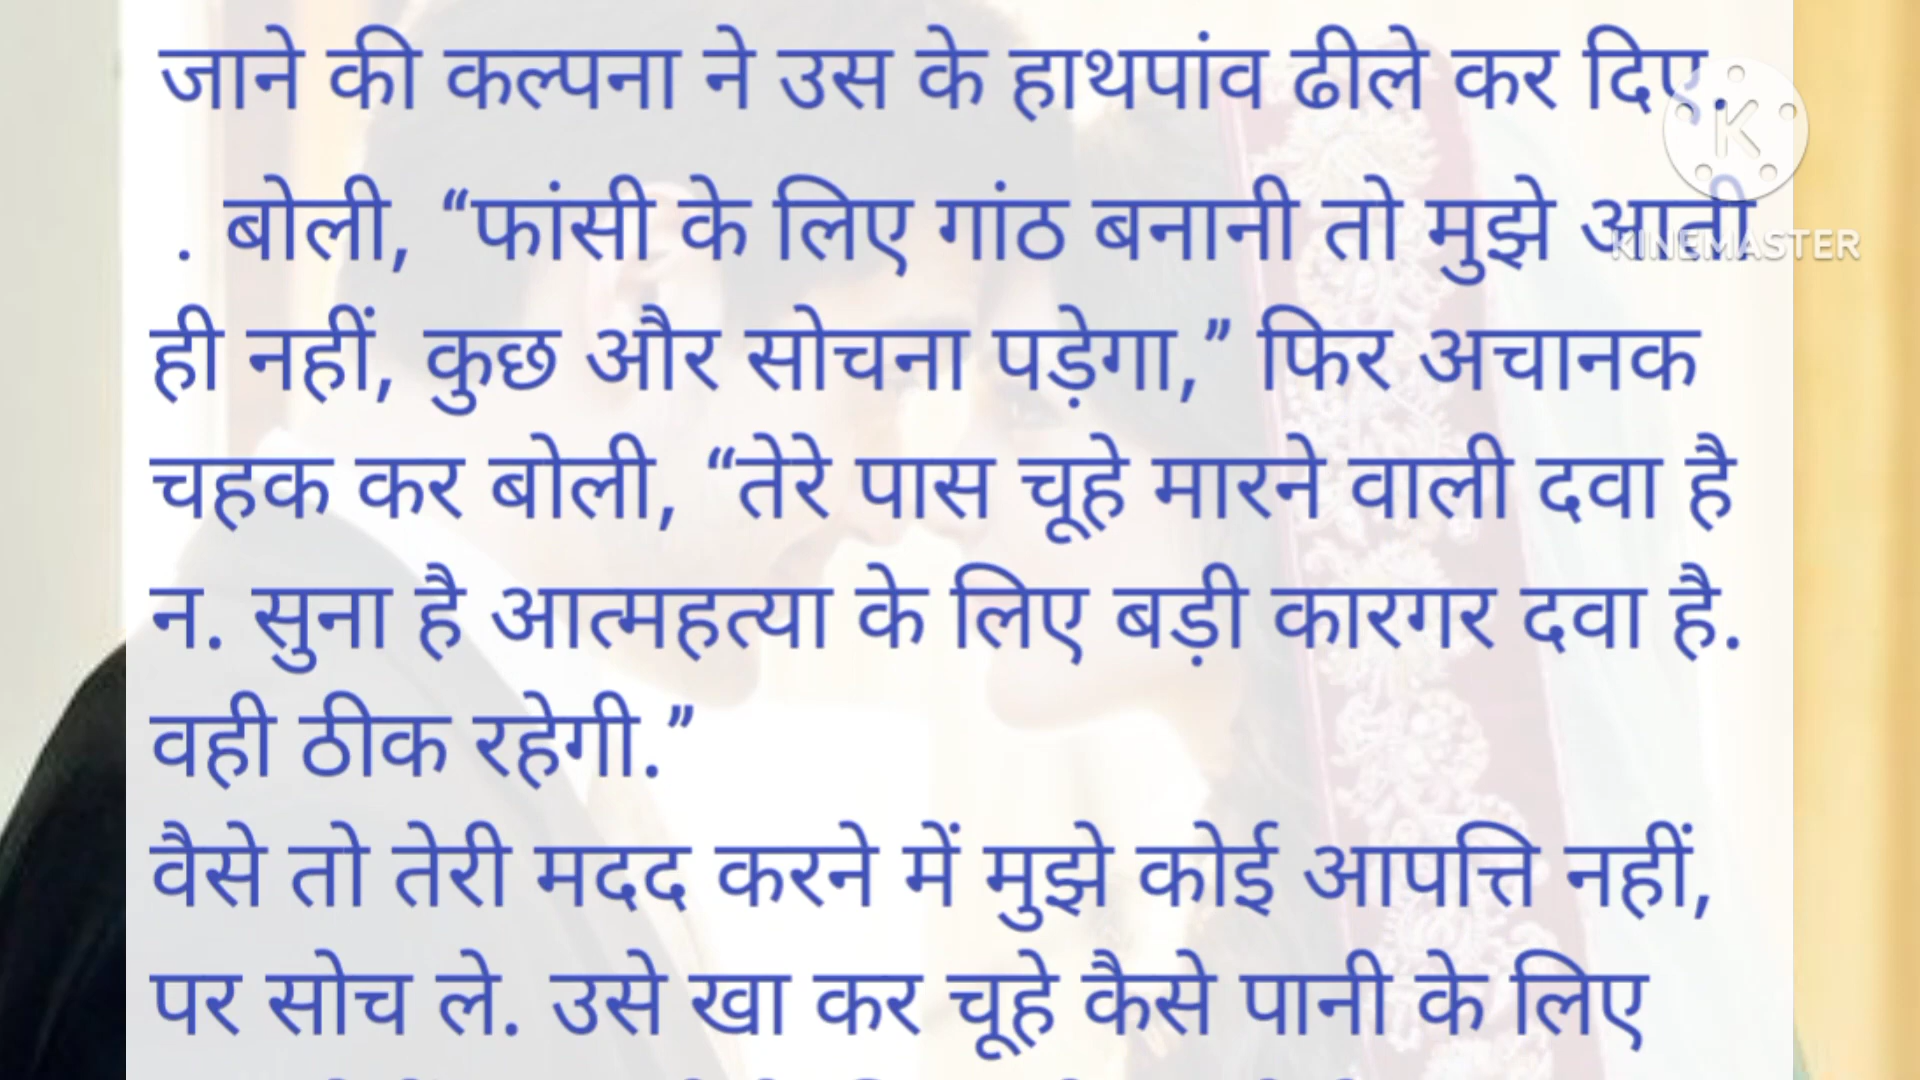 जाने की कल्पना ने उस के हाथपांव ढीले कर दिए.
. बोली, “फांसी के लिए गांठ बनानी तो मुझे आती
ही नहीं, कुछ और सोचना पड़ेगा,” फिर अचानक
चहक कर बोली, “तेरे पास चूहे मारने वाली दवा है
न. सुना है आत्महत्या के लिए बड़ी कारगर दवा है.
वही ठीक रहेगी.”
वैसे तो तेरी मदद करने में मुझे कोई आपत्ति नहीं,
पर सोच ले. उसे खा कर चूहे कैसे पानी के लिए
K
KINEMASTER